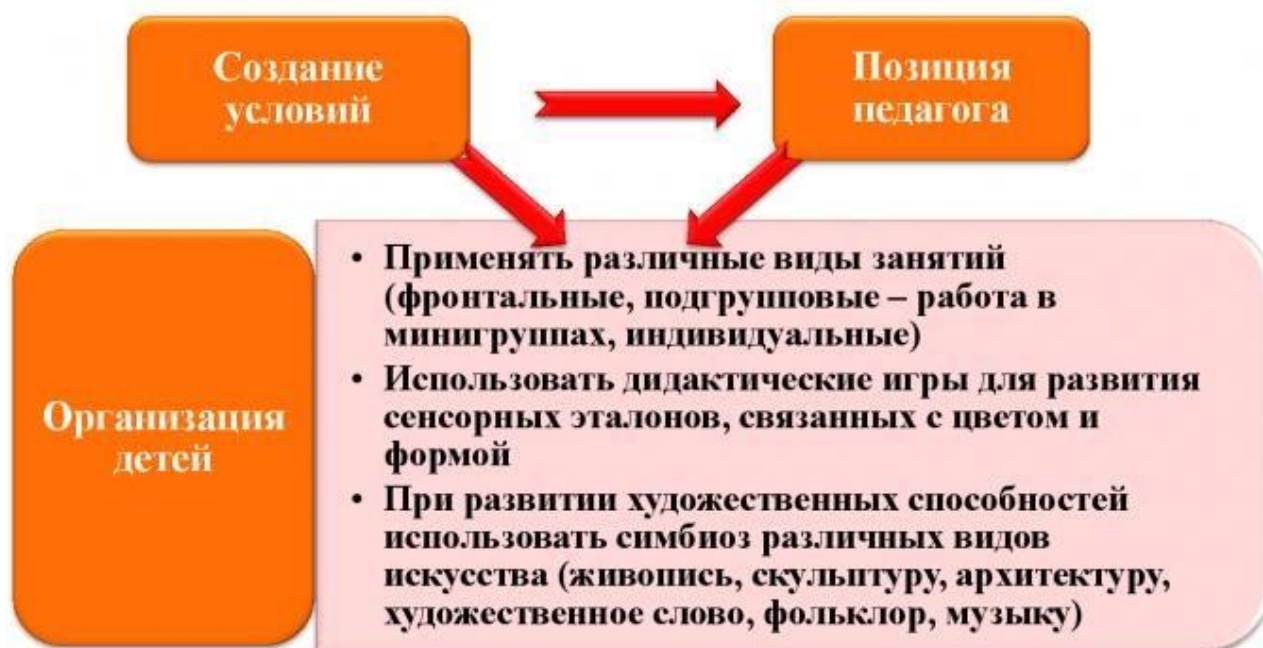 Создание
условий
Позиция
педагога
Организация
детей
• Применять различные виды занятий
(фронтальные, подгрупповые – работа в
минигруппах, индивидуальные)
• Использовать дидактические игры для развития
сенсорных эталонов, связанных с цветом и
формой
• При развитии художественных способностей
использовать симбиоз различных видов
искусства (живопись, скульптуру, архитектуру,
художественное слово, фольклор, музыку)